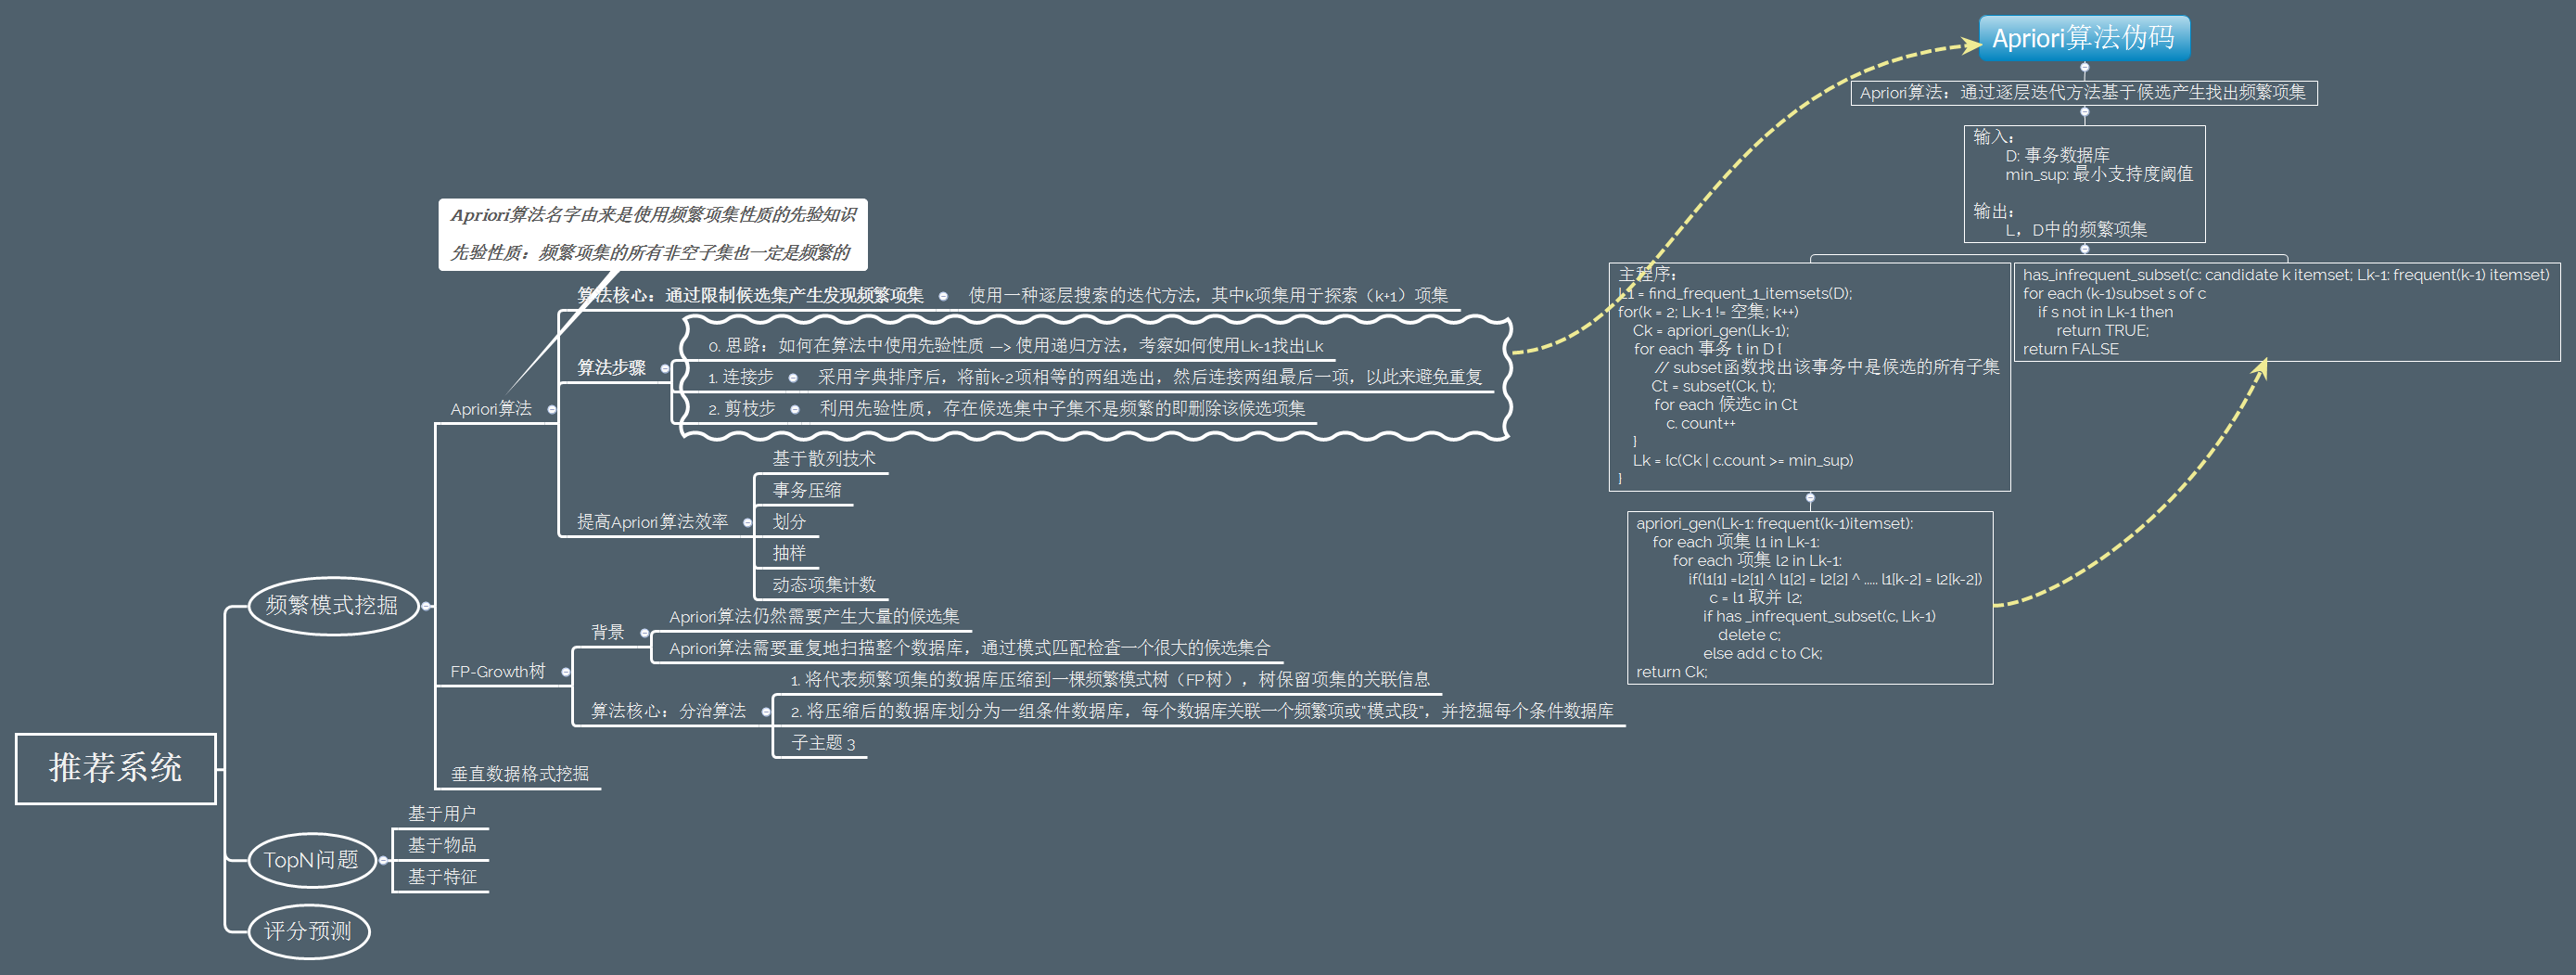 推荐系统
频繁模式挖掘
Apriori算法
Apriori算法名字由来是使用频繁项集性质的先验知识
先验性质：频繁项集的所有非空子集也一定是频繁的
算法核心：通过限制候选集产生发现频繁项集
使用一种逐层搜索的迭代方法，其中k项集用于探索（k+1）项集
算法步骤
0. 思路：如何在算法中使用先验性质 —> 使用递归方法，考察如何使用Lk-1找出Lk
1. 连接步
采用字典排序后，将前k-2项相等的两组选出，然后连接两组最后一项，以此来避免重复
2. 剪枝步
利用先验性质，存在候选集中子集不是频繁的即删除该候选项集
提高Apriori算法效率
基于散列技术
事务压缩
划分
抽样
动态项集计数
FP-Growth树
背景
Apriori算法仍然需要产生大量的候选集
Apriori算法需要重复地扫描整个数据库，通过模式匹配检查一个很大的候选集合
算法核心：分治算法
1. 将代表频繁项集的数据库压缩到一棵频繁模式树（FP树），树保留项集的关联信息
2. 将压缩后的数据库划分为一组条件数据库，每个数据库关联一个频繁项或“模式段”，并挖掘每个条件数据库
子主题 3
垂直数据格式挖掘
TopN问题
基于用户
基于物品
基于特征
评分预测
Apriori算法伪码
Apriori算法：通过逐层迭代方法基于候选产生找出频繁项集
输入：
D: 事务数据库
min_sup: 最小支持度阈值
输出：
L，D中的频繁项集
主程序：
L1 = find_frequent_1_itemsets(D);
for(k = 2; Lk-1 != 空集; k++)
Ck = apriori_gen(Lk-1);
for each 事务 t in D {
// subset函数找出该事务中是候选的所有子集
Ct = subset(Ck, t);
for each 候选c in Ct
c. count++
}
Lk = {c(Ck | c.count >= min_sup)
}
apriori_gen(Lk-1: frequent(k-1)itemset):
for each 项集 l1 in Lk-1:
for each 项集 l2 in Lk-1:
if(l1[1] =l2[1] ^ l1[2] = l2[2] ^ ..... l1[k-2] = l2[k-2])
c = l1 取并 l2;
if has _infrequent_subset(c, Lk-1)
delete c;
else add c to Ck;
return Ck;
has_infrequent_subset(c: candidate k itemset; Lk-1: frequent(k-1) itemset)
for each (k-1)subset s of c
if s not in Lk-1 then
return TRUE;
return FALSE